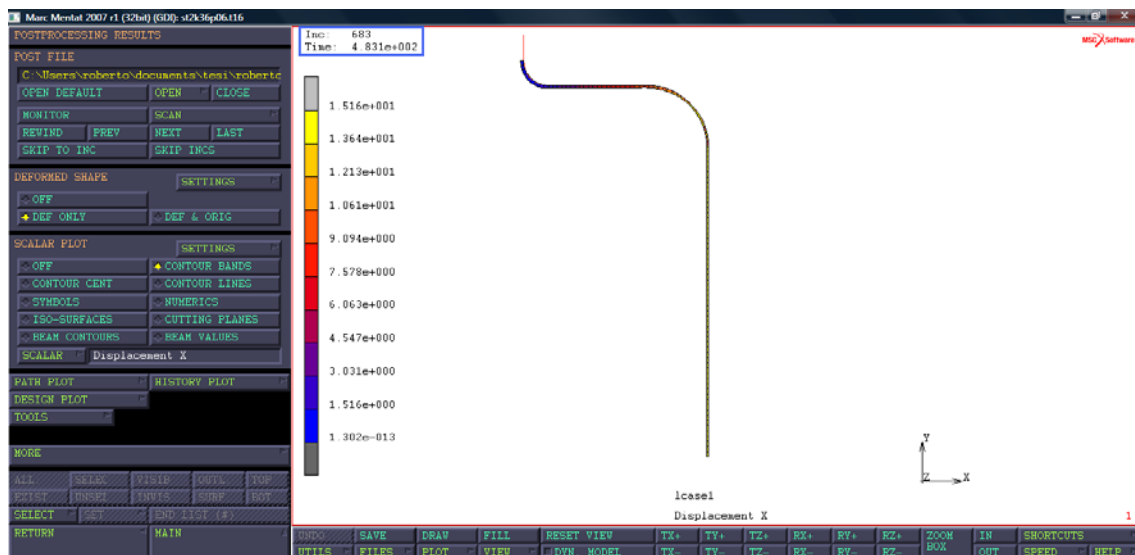 Marc Mentat 2007 r1 (32bit) (GDI): st2k36p06.t16
POSTPROCESSING RESULTS
POST FILE
C:\Users\roberto\documents\tesi\roberto
OPEN DEFAULT OPEN CLOSE
MONITOR SCAN
REWIND PREV NEXT LAST
SKIP TO INC SKIP INCS
DEFORMED SHAPE SETTINGS
OFF
DEF ONLY DEF & ORIG
SCALAR PLOT SETTINGS
OFF CONTOUR BANDS
CONTOUR CENT CONTOUR LINES
SYMBOLS NUMERICS
ISO-SURFACES CUTTING PLANES
BEAM CONTOURS BEAM VALUES
SCALAR Displacement X
PATH PLOT HISTORY PLOT
DESIGN PLOT
TOOLS
MORE
ALL SELEC VISIB OUTL TOP
EXIST UNSEL INVIS SURF BOT
SELECT SET END LIST (#)
RETURN MAIN
Inc: 683
Time: 4.831e+002
MSC Software
1.516e+001
1.364e+001
1.213e+001
1.061e+001
9.094e+000
7.578e+000
6.063e+000
4.547e+000
3.031e+000
1.516e+000
1.302e-013
Y
Z X
lcase1
Displacement X
1
UNDO SAVE DRAW FILL RESET VIEW TX+ TY+ TZ+ RX+ RY+ RZ+ ZOOM BOX IN SHORTCUTS
UTILS FILES PLOT VIEW DYN. MODEL TX- TY- TZ- RX- RY- RZ- OUT SPEED HELP